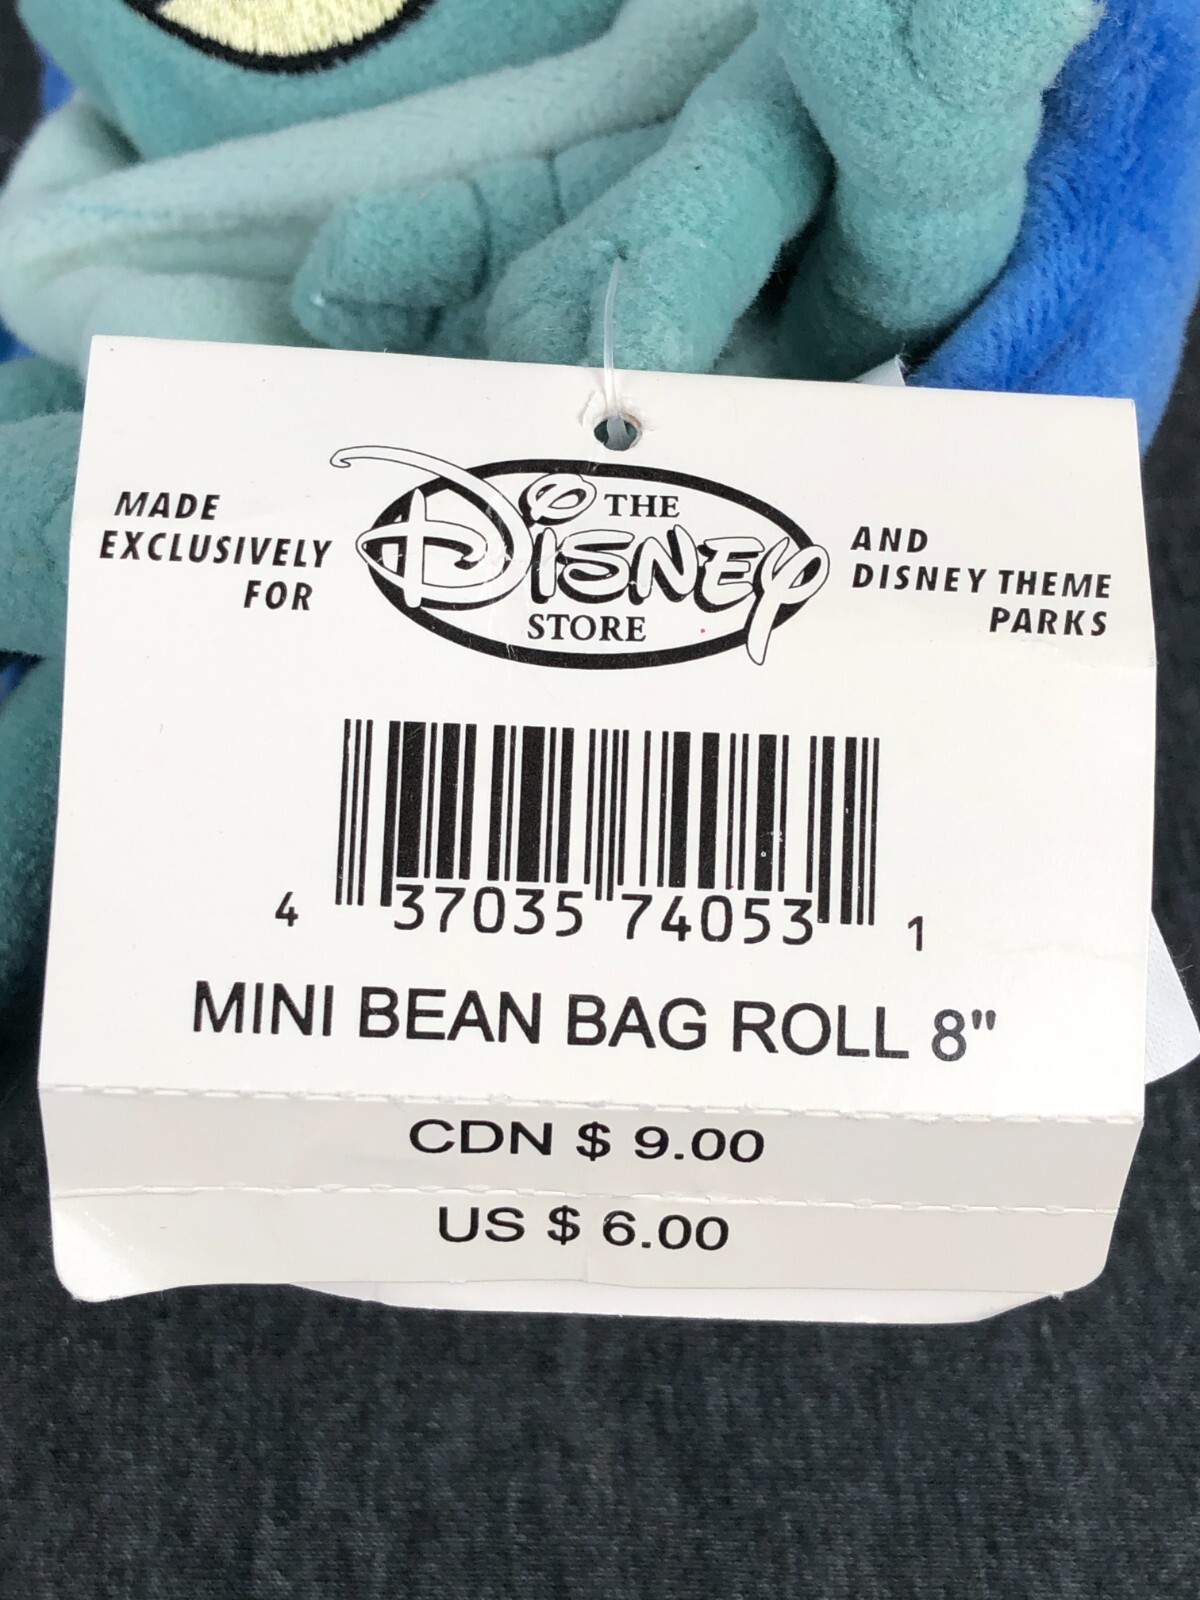 MADE
EXCLUSIVELY
FOR
THE
DISNEY
STORE
AND
DISNEY THEME
PARKS
4 37035 74053 1
MINI BEAN BAG ROLL 8"
CDN $ 9.00
US $ 6.00